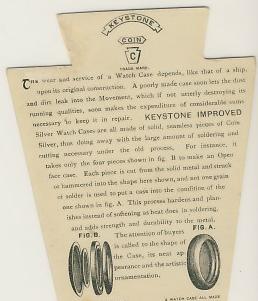 KEYSTONE
COIN
C
TRADE MARK.
The wear and service of a Watch Case depends, like that of a ship,
upon its original construction. A poorly made case soon lets the dust
and dirt leak into the Movement, which if not utterly destroying its
running qualities, soon makes the expenditure of considerable sums
necessary to keep it in repair. KEYSTONE IMPROVED
Silver Watch Cases are all made of solid, seamless pieces of Coin
Silver, thus doing away with the large amount of soldering and
cutting necessary under the old process. For instance, it
takes only the four pieces shown in fig. B to make an Open
face case. Each piece is cut from the solid metal and struck
or hammered into the shape here shown, and not one grain
of solder is used to put a case into the condition of the
one shown in fig. A. This process hardens and plan-
ishes instead of softening as heat does in soldering,
and adds strength and durability to the metal.
FIG. B. The attention of buyers FIG. A.
is called to the shape of
the Case, its neat ap
pearance and the artistic
ornamentation.
WATCH CASE ALL MADE